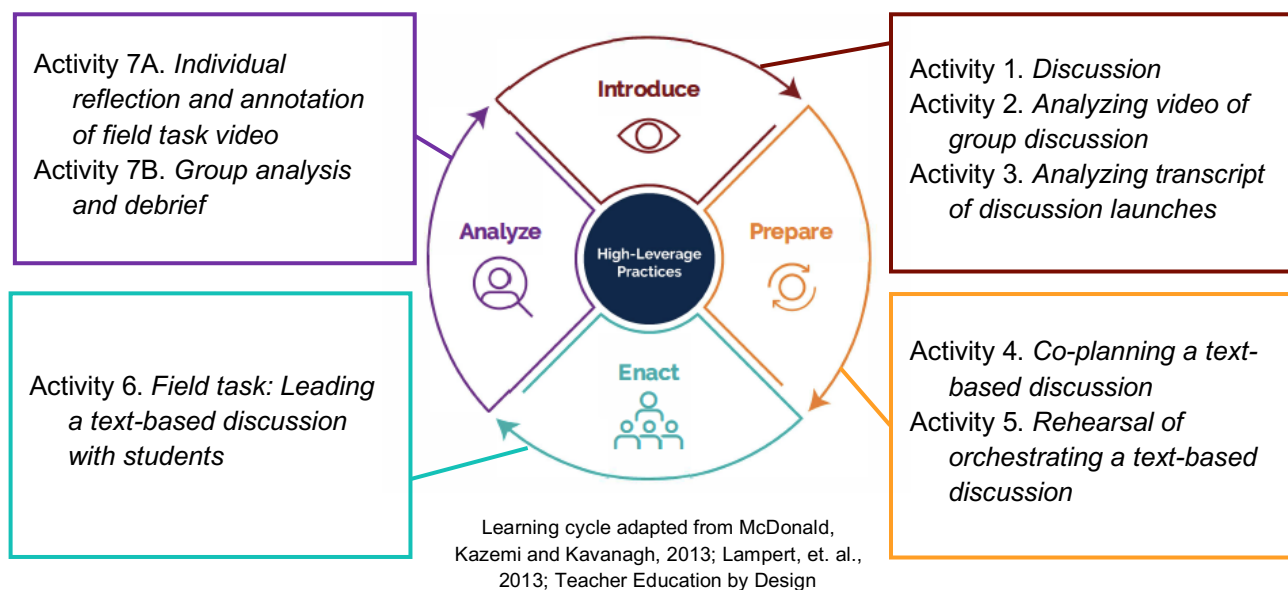 Activity 7A. Individual
reflection and annotation
of field task video
Activity 7B. Group analysis
and debrief
Introduce
Activity 1. Discussion
Activity 2. Analyzing video of
group discussion
Activity 3. Analyzing transcript
of discussion launches
Analyze
High-Leverage
Practices
Prepare
Activity 6. Field task: Leading
a text-based discussion
with students
Enact
Activity 4. Co-planning a text-
based discussion
Activity 5. Rehearsal of
orchestrating a text-based
discussion
Learning cycle adapted from McDonald,
Kazemi and Kavanagh, 2013; Lampert, et. al.,
2013; Teacher Education by Design